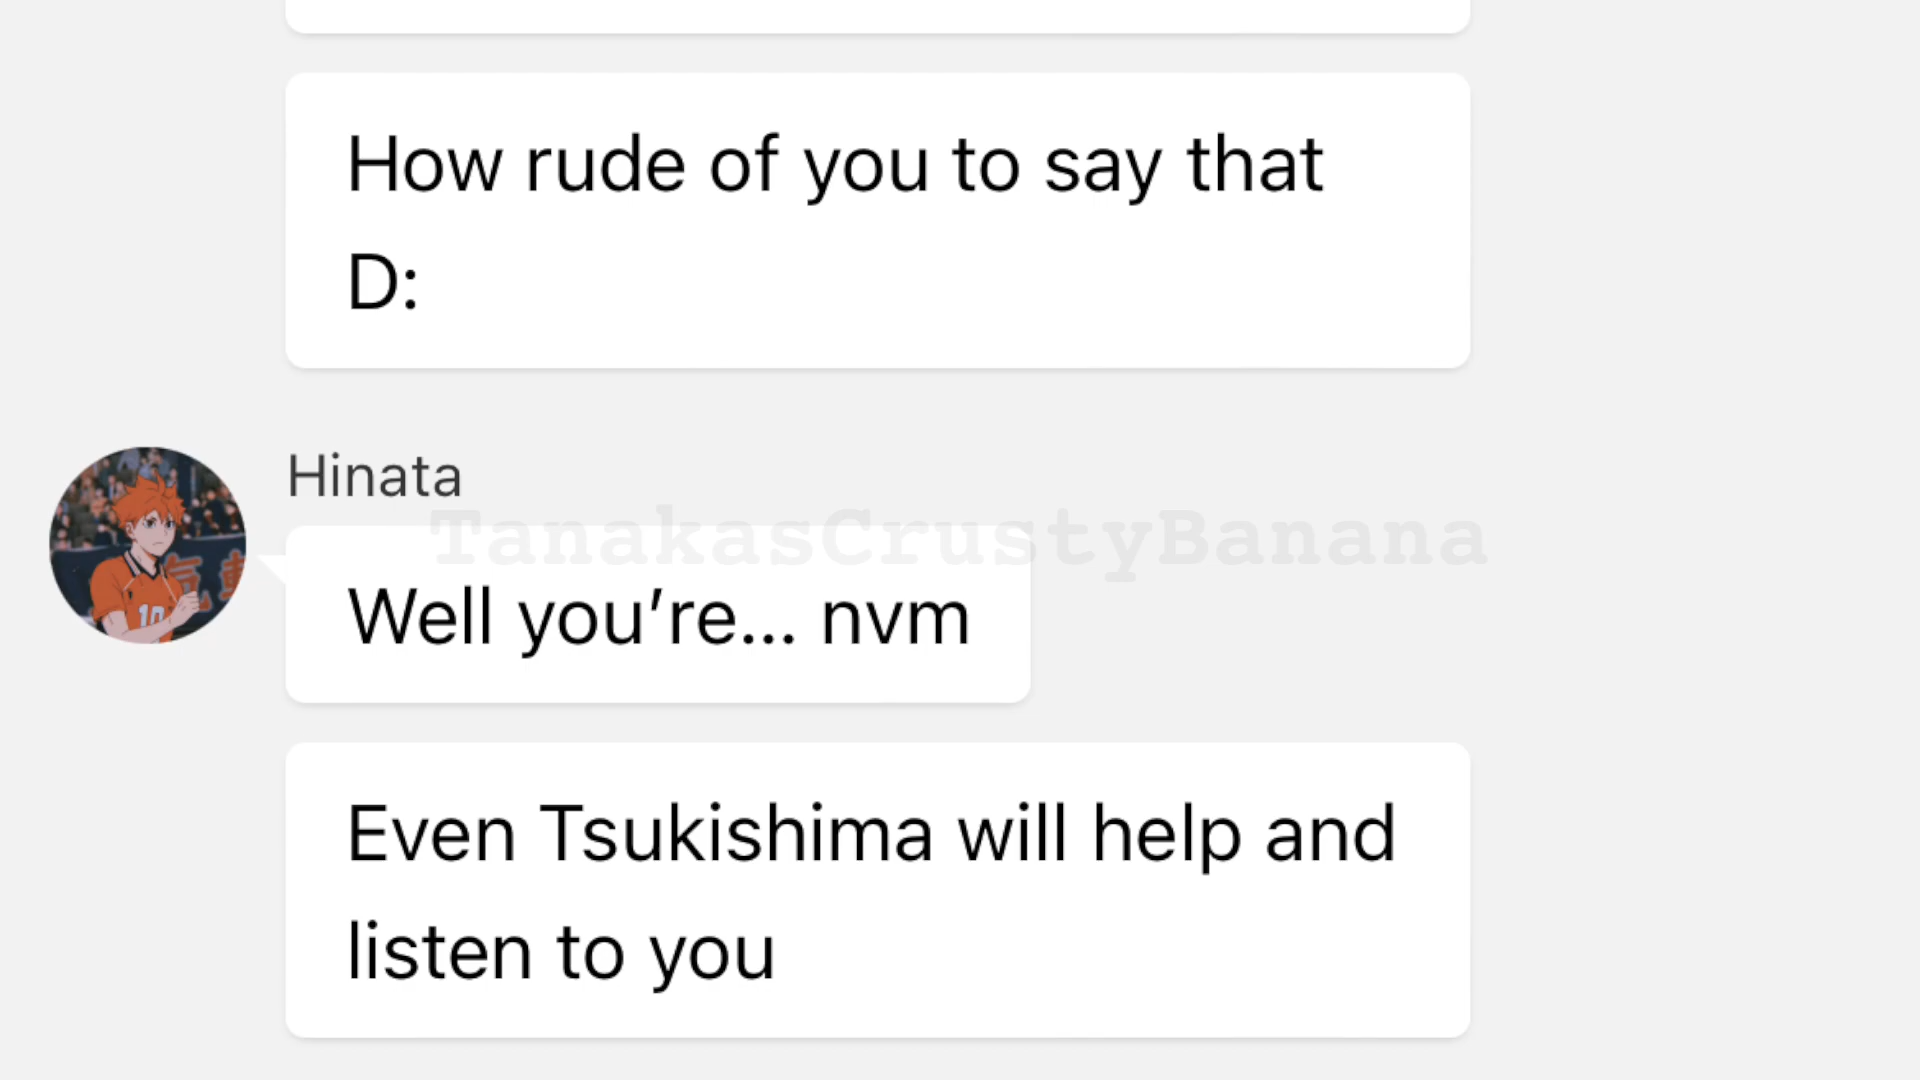 How rude of you to say that
D:
Hinata
TanakasCrustyBanana
Well you're... nvm
Even Tsukishima will help and
listen to you
10